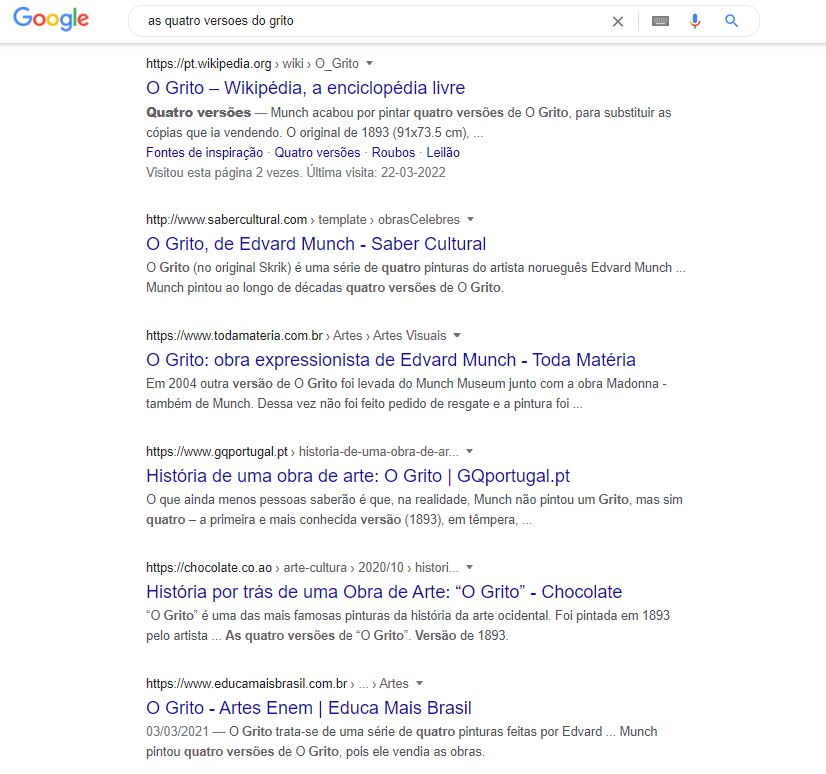 Google
as quatro versoes do grito
https://pt.wikipedia.org › wiki › O_Grito
O Grito – Wikipédia, a enciclopédia livre
Quatro versões — Munch acabou por pintar quatro versões de O Grito, para substituir as
cópias que ia vendendo. O original de 1893 (91x73.5 cm), ...
Fontes de inspiração · Quatro versões · Roubos · Leilão
Visitou esta página 2 vezes. Última visita: 22-03-2022
http://www.sabercultural.com › template › obrasCelebres
O Grito, de Edvard Munch - Saber Cultural
O Grito (no original Skrik) é uma série de quatro pinturas do artista norueguês Edvard Munch ...
Munch pintou ao longo de décadas quatro versões de O Grito.
https://www.todamateria.com.br › Artes › Artes Visuais
O Grito: obra expressionista de Edvard Munch - Toda Matéria
Em 2004 outra versão de O Grito foi levada do Munch Museum junto com a obra Madonna -
também de Munch. Dessa vez não foi feito pedido de resgate e a pintura foi ...
https://www.gqportugal.pt › historia-de-uma-obra-de-ar...
História de uma obra de arte: O Grito | GQportugal.pt
O que ainda menos pessoas saberão é que, na realidade, Munch não pintou um Grito, mas sim
quatro – a primeira e mais conhecida versão (1893), em têmpera, ...
https://chocolate.co.ao › arte-cultura › 2020/10 › histori...
História por trás de uma Obra de Arte: “O Grito” - Chocolate
“O Grito” é uma das mais famosas pinturas da história da arte ocidental. Foi pintada em 1893
pelo artista ... As quatro versões de “O Grito”. Versão de 1893.
https://www.educamaisbrasil.com.br › ... › Artes
O Grito - Artes Enem | Educa Mais Brasil
03/03/2021 — O Grito trata-se de uma série de quatro pinturas feitas por Edvard ... Munch
pintou quatro versões de O Grito, pois ele vendia as obras.